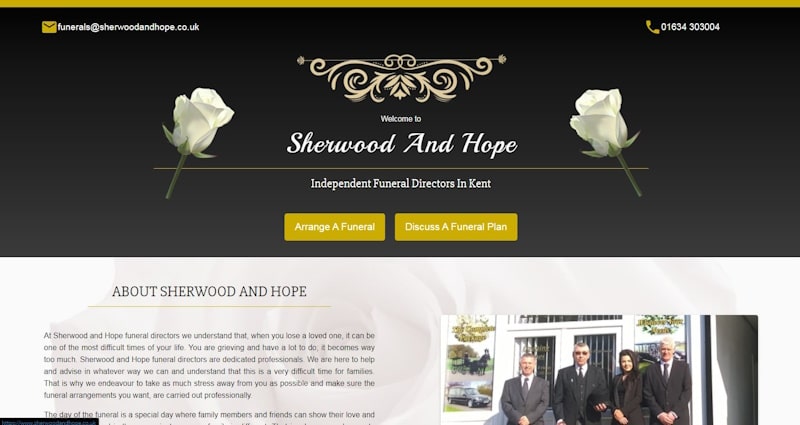 funerals@sherwoodandhope.co.uk
01634 303004
Welcome to
Sherwood And Hope
Independent Funeral Directors In Kent
Arrange A Funeral
Discuss A Funeral Plan
ABOUT SHERWOOD AND HOPE
At Sherwood and Hope funeral directors we understand that, when you lose a loved one, it can be
one of the most difficult times of your life. You are grieving and have a lot to do, it becomes way
too much. Sherwood and Hope funeral directors are dedicated professionals. We are here to help
and advise in whatever way we can and understand that this is a very difficult time for families.
That is why we endeavour to take as much stress away from you as possible and make sure the
funeral arrangements you want, are carried out professionally.
The day of the funeral is a special day where family members and friends can show their love and
https://www.sherwoodandhope.co.uk